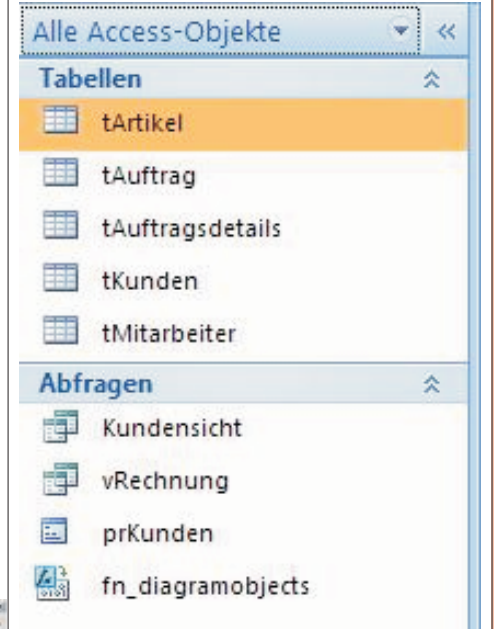 Alle Access-Objekte
Tabellen
tArtikel
tAuftrag
tAuftragsdetails
tKunden
tMitarbeiter
Abfragen
Kundensicht
vRechnung
prKunden
fn_diagramobjects